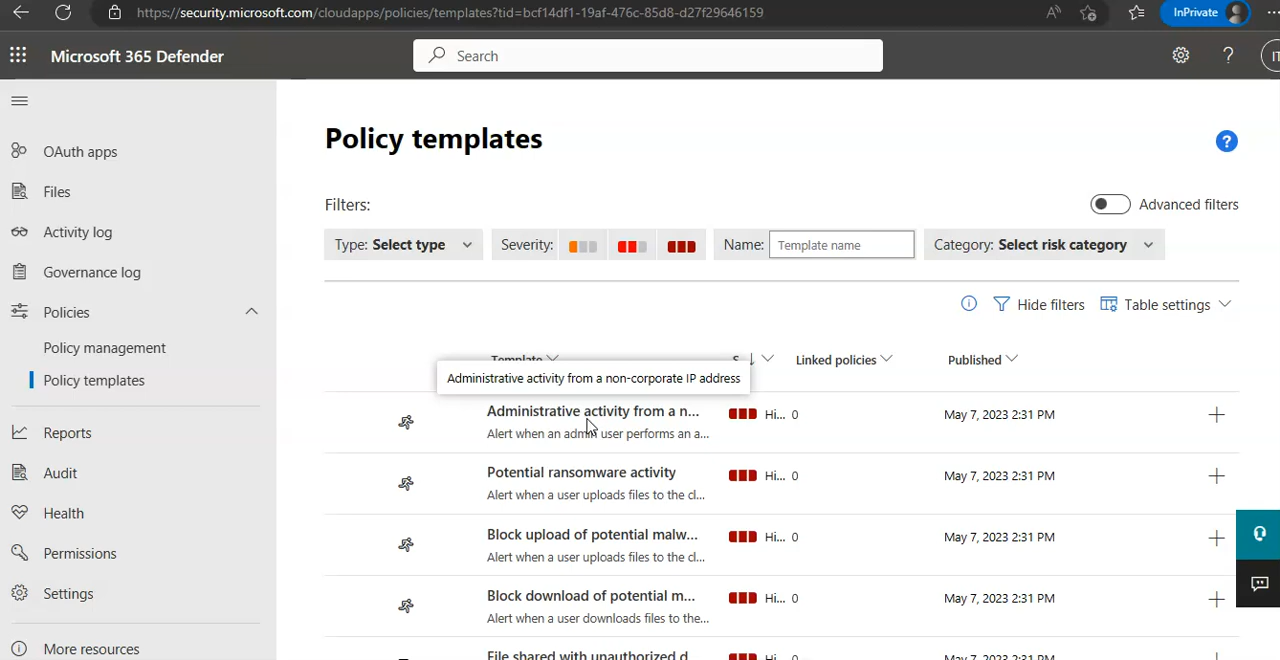 https://security.microsoft.com/cloudapps/policies/templates?tid=bcf14df1-19af-476c-85d8-d27f29646159
InPrivate
Microsoft 365 Defender
Search
?
OAuth apps
Files
Activity log
Governance log
Policies
Policy management
Policy templates
Reports
Audit
Health
Permissions
Settings
More resources
Policy templates
?
Filters:
Advanced filters
Type: Select type
Severity:
Name: Template name
Category: Select risk category
Hide filters
Table settings
Template S... Linked policies Published
Administrative activity from a non-corporate IP address
Administrative activity from a n... Hi... 0 May 7, 2023 2:31 PM
Alert when an admin user performs an a...
Potential ransomware activity Hi... 0 May 7, 2023 2:31 PM
Alert when a user uploads files to the cl...
Block upload of potential malw... Hi... 0 May 7, 2023 2:31 PM
Alert when a user uploads files to the cl...
Block download of potential m... Hi... 0 May 7, 2023 2:31 PM
Alert when a user downloads files to the...
File shared with unauthorized d... Hi... 0 May 7, 2023 2:31 PM